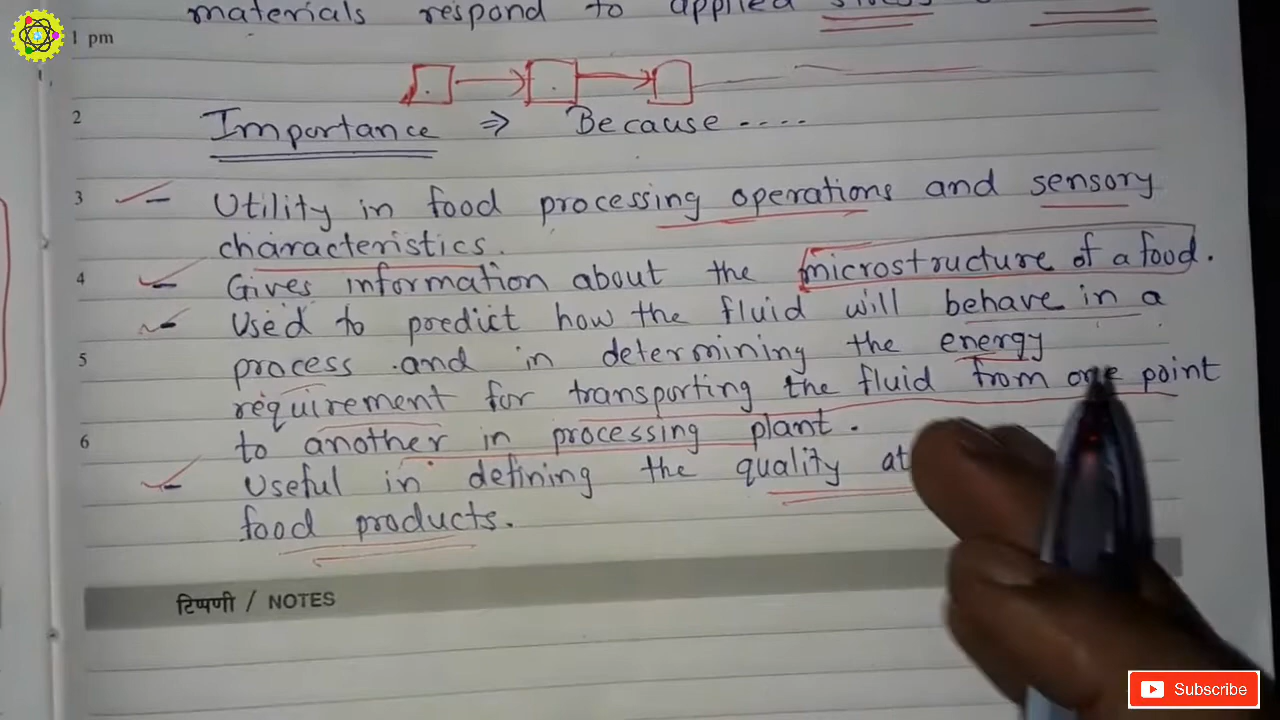 materials respond to applied stress
1 pm
2 Importance ⇒ Because ....
3 - Utility in food processing operations and sensory
characteristics.
4 - Gives information about the microstructure of a food.
- Used to predict how the fluid will behave in a
5 process and in determining the energy
requirement for transporting the fluid from one point
6 to another in processing plant.
- Useful in defining the quality at
food products.
टिप्पणी / NOTES
Subscribe